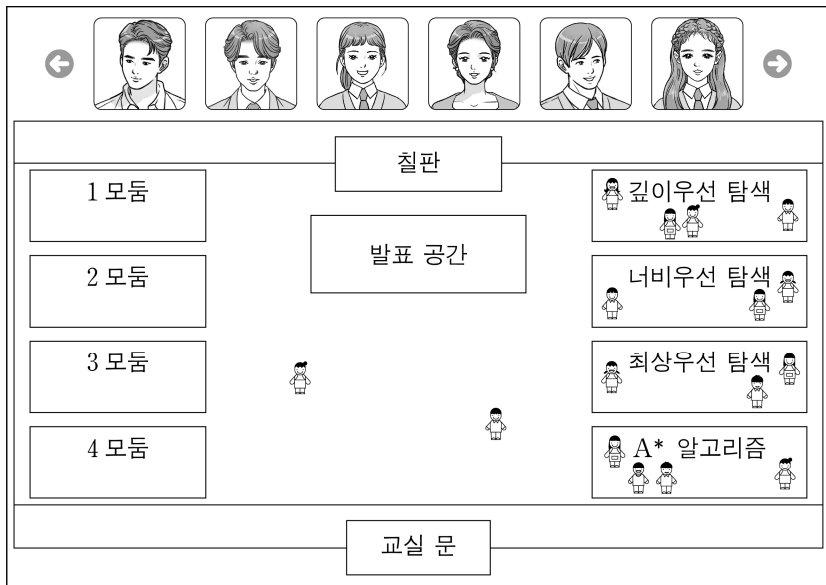 칠판
1 모둠
깊이우선 탐색
발표 공간
2 모둠
너비우선 탐색
3 모둠
최상우선 탐색
4 모둠
A* 알고리즘
교실 문